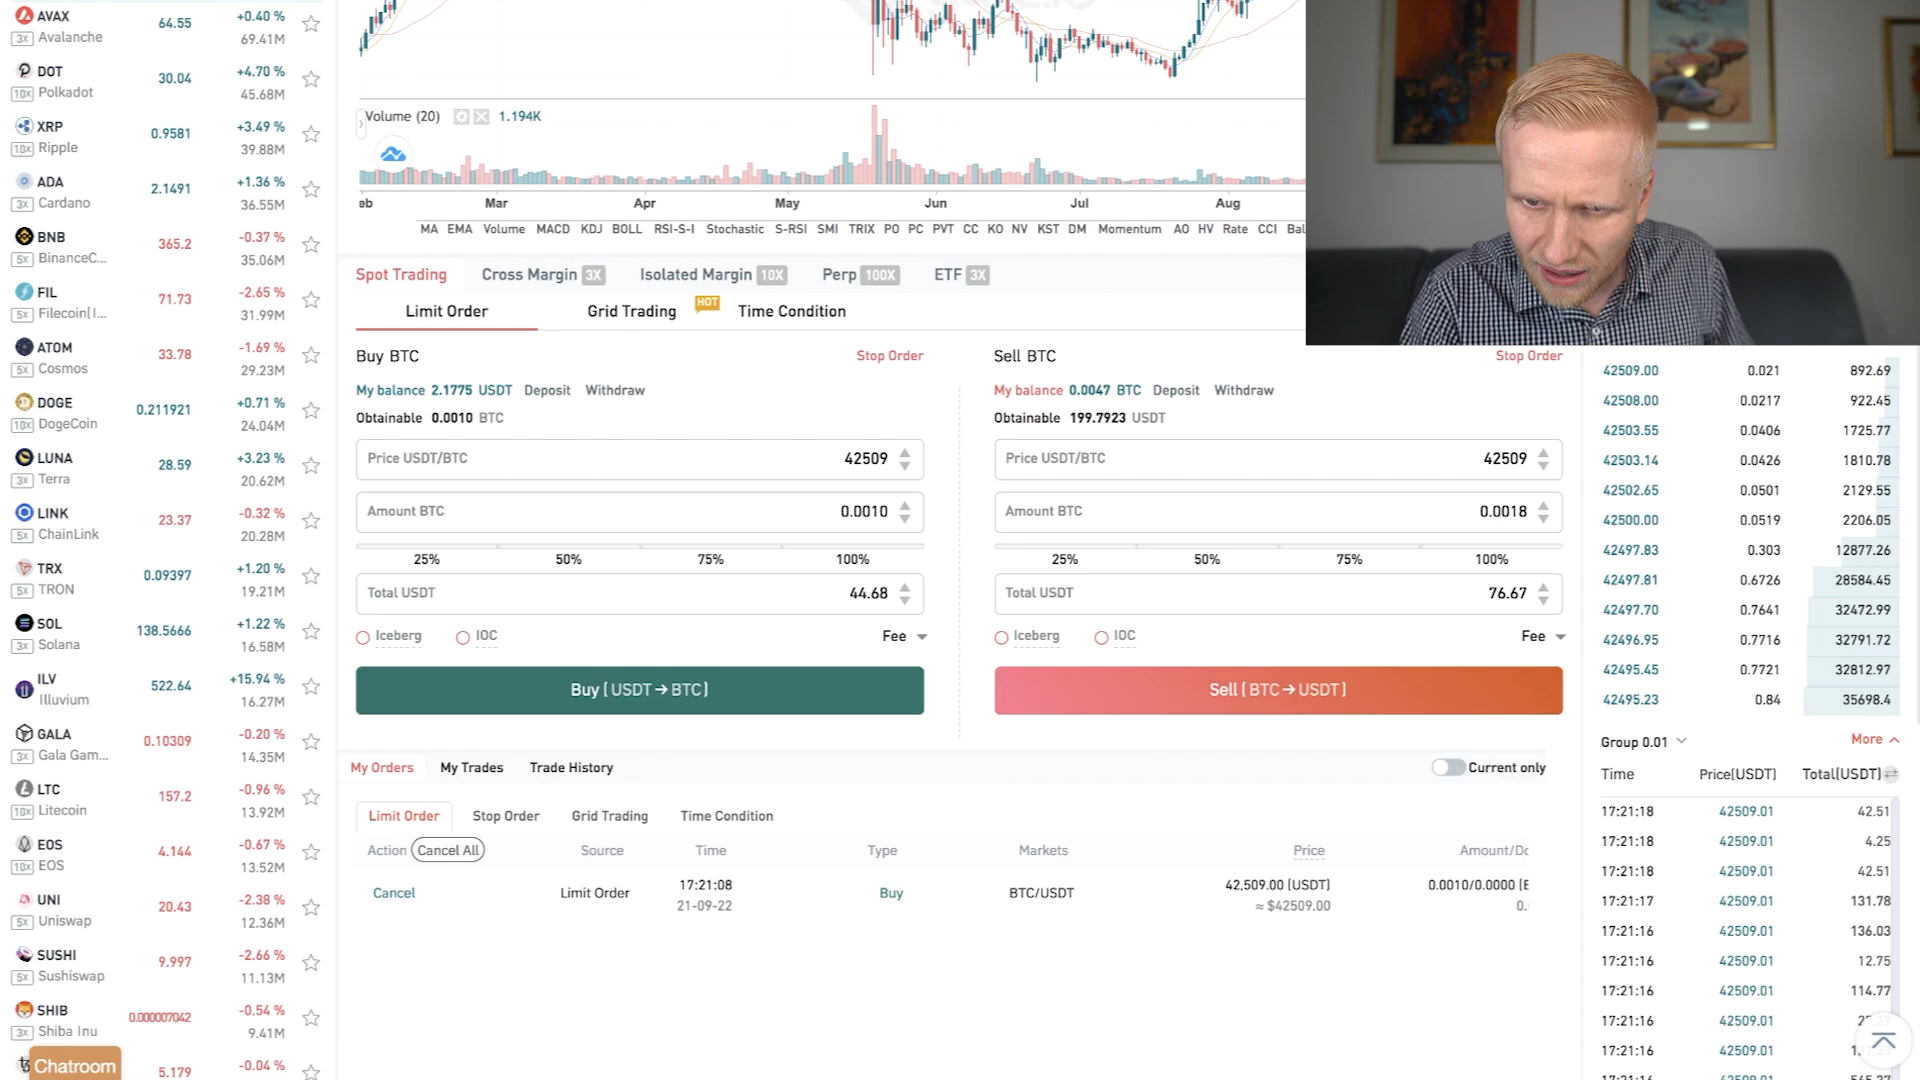 AVAX 64.55 +0.40 %
3X Avalanche 69.41M
DOT 30.04 +4.70 %
10X Polkadot 45.68M
XRP 0.9581 +3.49 %
10X Ripple 39.88M
ADA 2.1491 +1.36 %
3X Cardano 36.55M
BNB 365.2 -0.37 %
5X BinanceC... 35.06M
FIL 71.73 -2.65 %
5X Filecoin[I... 31.99M
ATOM 33.78 -1.69 %
5X Cosmos 29.23M
DOGE 0.211921 +0.71 %
10X DogeCoin 24.04M
LUNA 28.59 +3.23 %
3X Terra 20.62M
LINK 23.37 -0.32 %
5X ChainLink 20.28M
TRX 0.09397 +1.20 %
5X TRON 19.21M
SOL 138.5666 +1.22 %
3X Solana 16.58M
ILV 522.64 +15.94 %
Illuvium 16.27M
GALA 0.10309 -0.20 %
3X Gala Gam... 14.35M
LTC 157.2 -0.96 %
10X Litecoin 13.92M
EOS 4.144 -0.67 %
10X EOS 13.52M
UNI 20.43 -2.38 %
5X Uniswap 12.36M
SUSHI 9.997 -2.66 %
5X Sushiswap 11.13M
SHIB 0.000007042 -0.54 %
3X Shiba Inu 9.41M
5.179 -0.04 %
Chatroom
Volume (20) 1.194K
eb Mar Apr May Jun Jul Aug
MA EMA Volume MACD KDJ BOLL RSI-S-I Stochastic S-RSI SMI TRIX PO PC PVT CC KO NV KST DM Momentum AO HV Rate CCI Bal
Spot Trading Cross Margin 3X Isolated Margin 10X Perp 100X ETF 3X
Limit Order Grid Trading HOT Time Condition
Buy BTC Stop Order
My balance 2.1775 USDT Deposit Withdraw
Obtainable 0.0010 BTC
Price USDT/BTC 42509
Amount BTC 0.0010
25% 50% 75% 100%
Total USDT 44.68
Iceberg IOC Fee
Buy [ USDT → BTC ]
Sell BTC Stop Order
My balance 0.0047 BTC Deposit Withdraw
Obtainable 199.7923 USDT
Price USDT/BTC 42509
Amount BTC 0.0018
25% 50% 75% 100%
Total USDT 76.67
Iceberg IOC Fee
Sell [ BTC → USDT ]
My Orders My Trades Trade History Current only
Limit Order Stop Order Grid Trading Time Condition
Action Cancel All Source Time Type Markets Price Amount/Do
Cancel Limit Order 17:21:08 Buy BTC/USDT 42,509.00 [USDT] 0.0010/0.0000 [E
21-09-22 ≈ $42509.00 0.
42509.00 0.021 892.69
42508.00 0.0217 922.45
42503.55 0.0406 1725.77
42503.14 0.0426 1810.78
42502.65 0.0501 2129.55
42500.00 0.0519 2206.05
42497.83 0.303 12877.26
42497.81 0.6726 28584.45
42497.70 0.7641 32472.99
42496.95 0.7716 32791.72
42495.45 0.7721 32812.97
42495.23 0.84 35698.4
Group 0.01 More
Time Price[USDT] Total[USDT]
17:21:18 42509.01 42.51
17:21:18 42509.01 4.25
17:21:18 42509.01 42.51
17:21:17 42509.01 131.78
17:21:16 42509.01 136.03
17:21:16 42509.01 12.75
17:21:16 42509.01 114.77
17:21:16 42509.01
17:21:16 42509.01